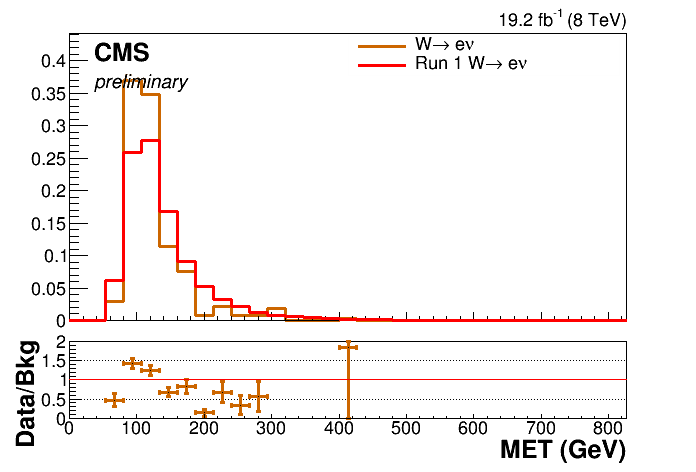 19.2 fb⁻¹ (8 TeV)
CMS
preliminary
W→ eν
Run 1 W→ eν
0.4
0.35
0.3
0.25
0.2
0.15
0.1
0.05
0
Data/Bkg
2
1.5
1
0.5
0
0 100 200 300 400 500 600 700 800
MET (GeV)